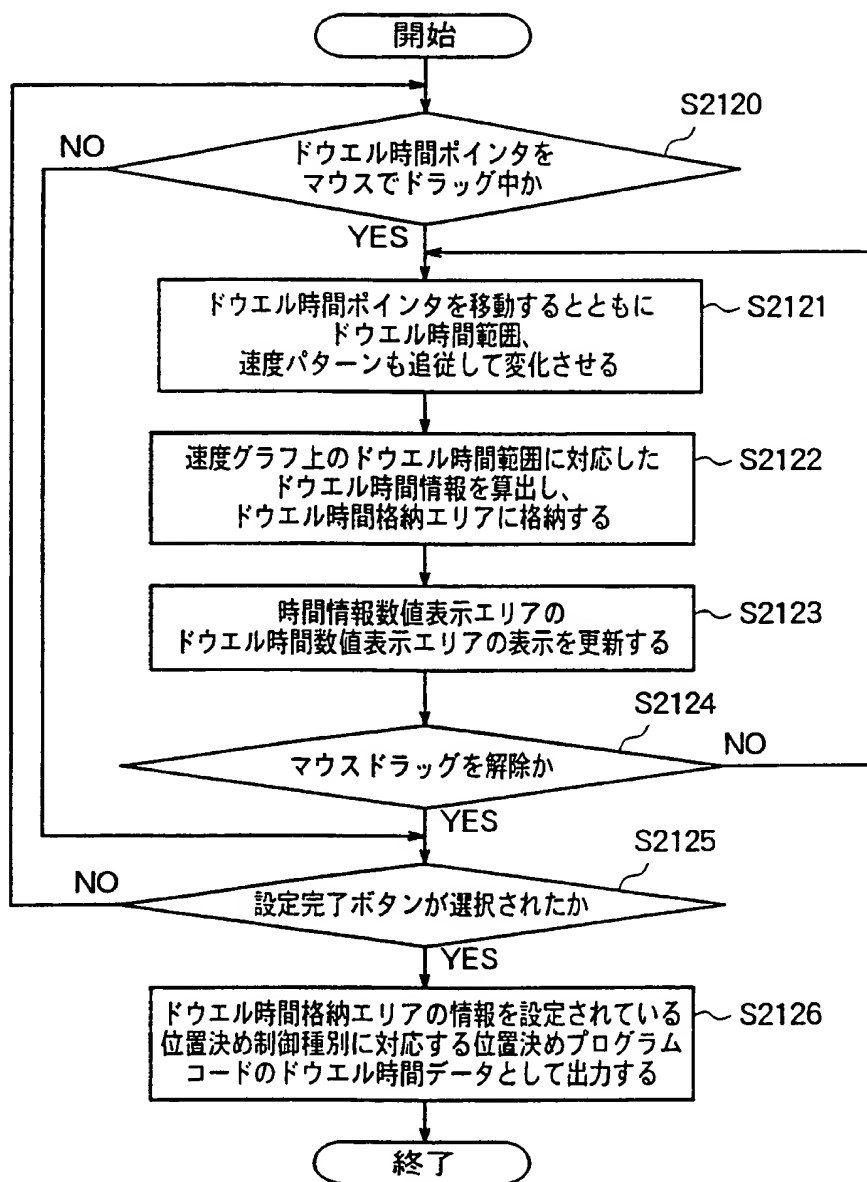 開始
S2120
NO
ドウエル時間ポインタを
マウスでドラッグ中か
YES
ドウエル時間ポインタを移動するとともに
ドウエル時間範囲、
速度パターンも追従して変化させる
S2121
速度グラフ上のドウエル時間範囲に対応した
ドウエル時間情報を算出し、
ドウエル時間格納エリアに格納する
S2122
時間情報数値表示エリアの
ドウエル時間数値表示エリアの表示を更新する
S2123
S2124
マウスドラッグを解除か
NO
YES
S2125
NO
設定完了ボタンが選択されたか
YES
ドウエル時間格納エリアの情報を設定されている
位置決め制御種別に対応する位置決めプログラム
コードのドウエル時間データとして出力する
S2126
終了